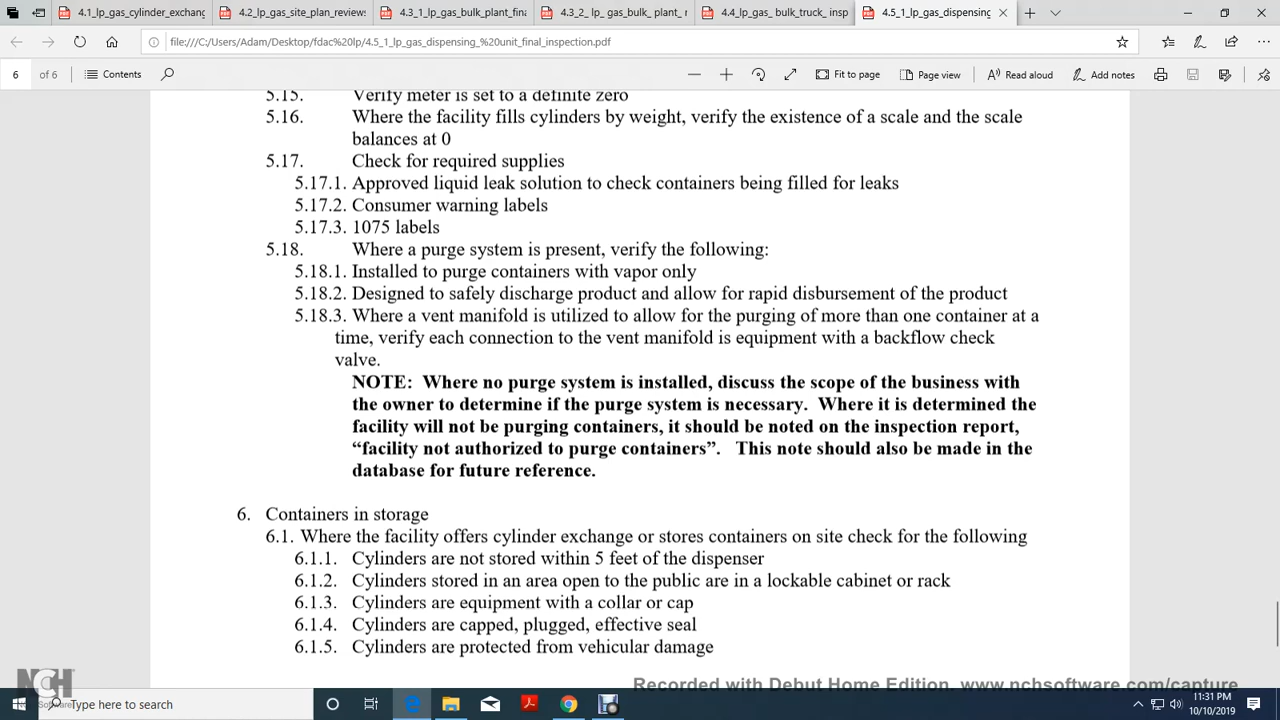 4.1_lp_gas_cylinder_exchang
4.2_lp_gas_site_plan_reviews
4.3_1_lp_gas_bulk_plant_fina
4.3_2_ lp_gas_bulk_ plant_ r
4.4_lp_gas_bulk_truck_ insp
4.5_1_lp_gas_dispensing_
file:///C:/Users/Adam/Desktop/fdac%20lp/4.5_1_lp_gas_dispensing_%20unit_final_inspection.pdf
6 of 6 Contents Fit to page Page view Read aloud Add notes
5.15. Verify meter is set to a definite zero
5.16. Where the facility fills cylinders by weight, verify the existence of a scale and the scale
balances at 0
5.17. Check for required supplies
5.17.1. Approved liquid leak solution to check containers being filled for leaks
5.17.2. Consumer warning labels
5.17.3. 1075 labels
5.18. Where a purge system is present, verify the following:
5.18.1. Installed to purge containers with vapor only
5.18.2. Designed to safely discharge product and allow for rapid disbursement of the product
5.18.3. Where a vent manifold is utilized to allow for the purging of more than one container at a
time, verify each connection to the vent manifold is equipment with a backflow check
valve.
NOTE: Where no purge system is installed, discuss the scope of the business with
the owner to determine if the purge system is necessary. Where it is determined the
facility will not be purging containers, it should be noted on the inspection report,
“facility not authorized to purge containers”. This note should also be made in the
database for future reference.
6. Containers in storage
6.1. Where the facility offers cylinder exchange or stores containers on site check for the following
6.1.1. Cylinders are not stored within 5 feet of the dispenser
6.1.2. Cylinders stored in an area open to the public are in a lockable cabinet or rack
6.1.3. Cylinders are equipment with a collar or cap
6.1.4. Cylinders are capped, plugged, effective seal
6.1.5. Cylinders are protected from vehicular damage
NCH
Software
Recorded with Debut Home Edition. www.nchsoftware.com/capture
Type here to search
11:31 PM
10/10/2019